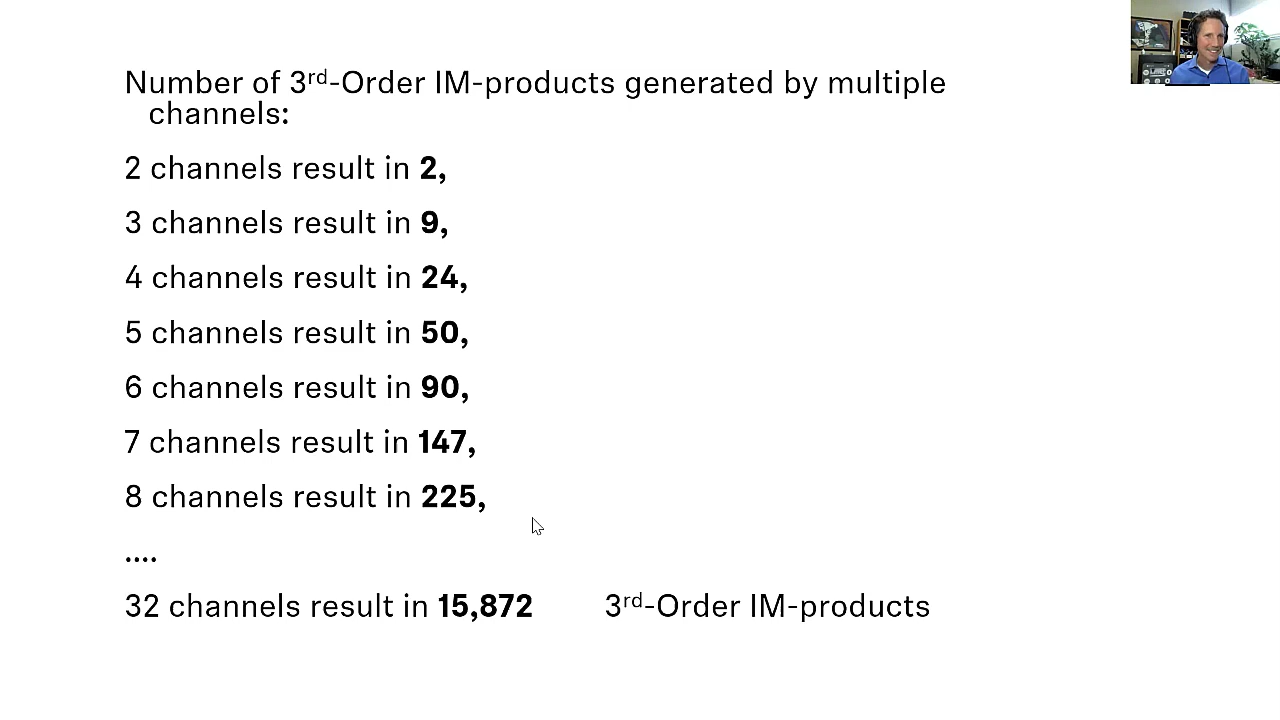 Number of 3rd-Order IM-products generated by multiple
channels:
2 channels result in 2,
3 channels result in 9,
4 channels result in 24,
5 channels result in 50,
6 channels result in 90,
7 channels result in 147,
8 channels result in 225,
....
32 channels result in 15,872 3rd-Order IM-products